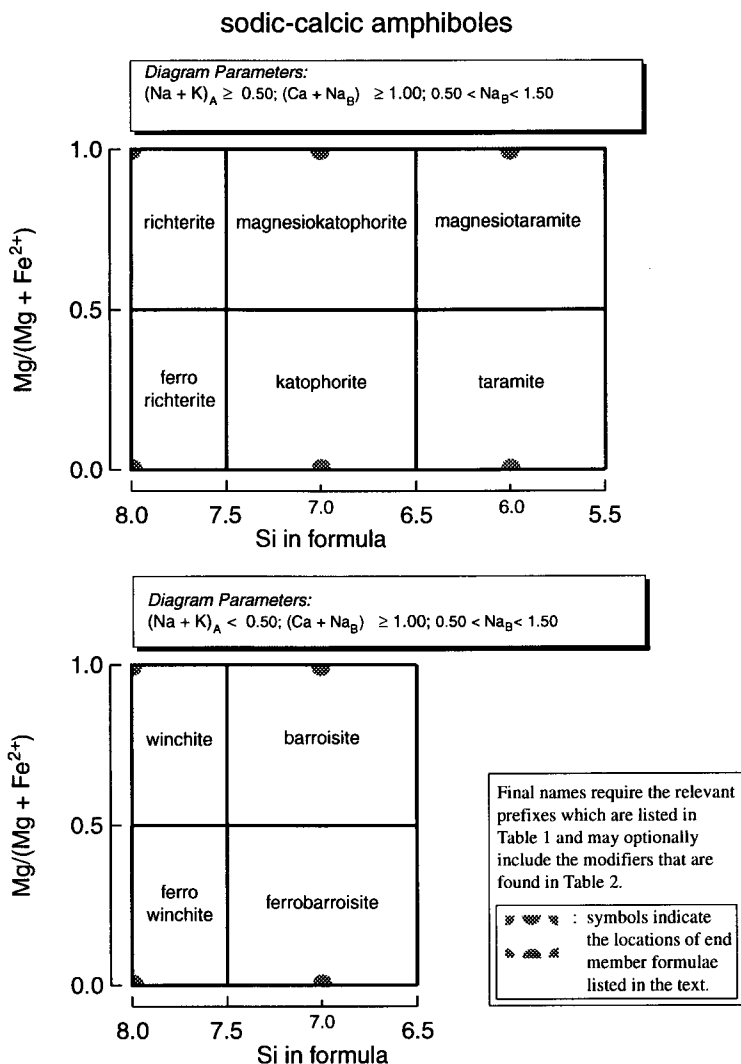 sodic-calcic amphiboles
Diagram Parameters:
(Na + K)A ≥ 0.50; (Ca + NaB) ≥ 1.00; 0.50 < NaB < 1.50
Mg/(Mg + Fe2+)
1.0
0.5
0.0
richterite
magnesiokatophorite
magnesiotaramite
ferro
richterite
katophorite
taramite
8.0 7.5 7.0 6.5 6.0 5.5
Si in formula
Diagram Parameters:
(Na + K)A < 0.50; (Ca + NaB) ≥ 1.00; 0.50 < NaB < 1.50
Mg/(Mg + Fe2+)
1.0
0.5
0.0
winchite
barroisite
ferro
winchite
ferrobarroisite
8.0 7.5 7.0 6.5
Si in formula
Final names require the relevant
prefixes which are listed in
Table 1 and may optionally
include the modifiers that are
found in Table 2.
: symbols indicate
the locations of end
member formulae
listed in the text.